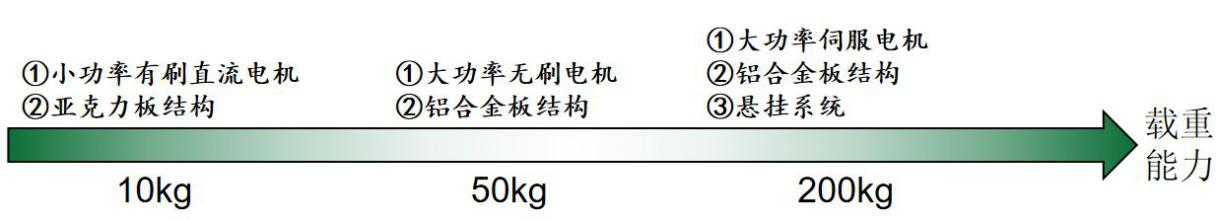 ①小功率有刷直流电机
②亚克力板结构
①大功率无刷电机
②铝合金板结构
①大功率伺服电机
②铝合金板结构
③悬挂系统
载重
能力
10kg
50kg
200kg